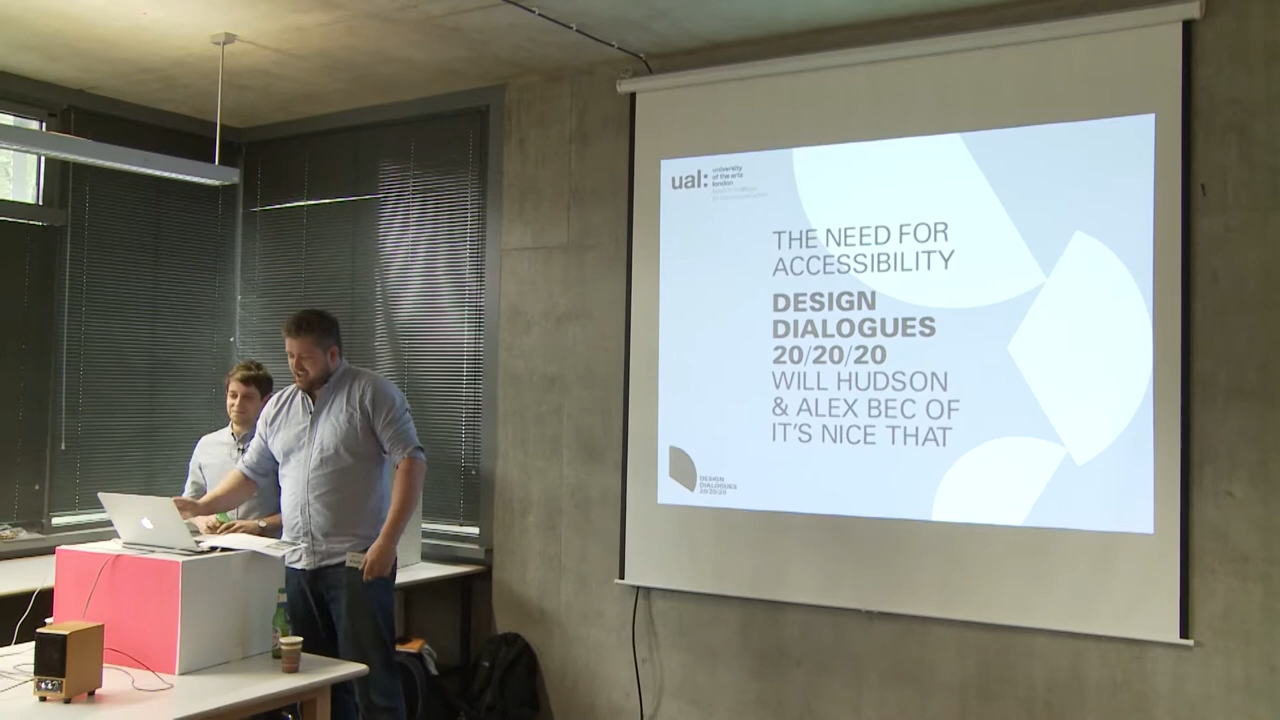 ual:
university
of the arts
london
THE NEED FOR
ACCESSIBILITY
DESIGN
DIALOGUES
20/20/20
WILL HUDSON
& ALEX BEC OF
IT'S NICE THAT
DESIGN
DIALOGUES
20/20/20